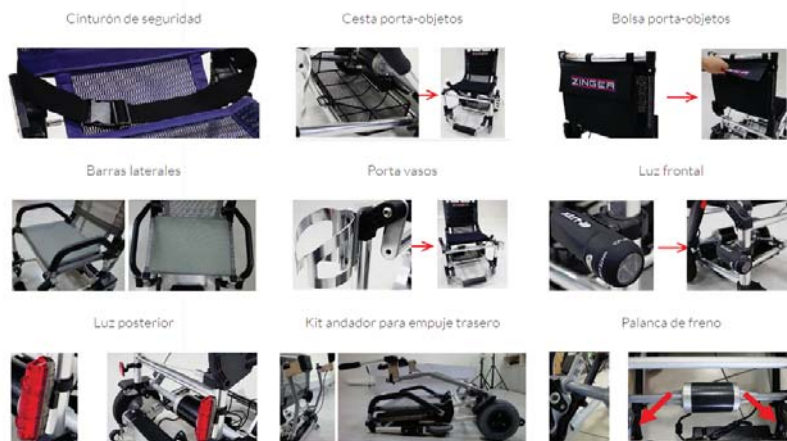 Cinturón de seguridad
Cesta porta-objetos
Bolsa porta-objetos
ZINGER
Barras laterales
Porta vasos
Luz frontal
Luz posterior
Kit andador para empuje trasero
Palanca de freno